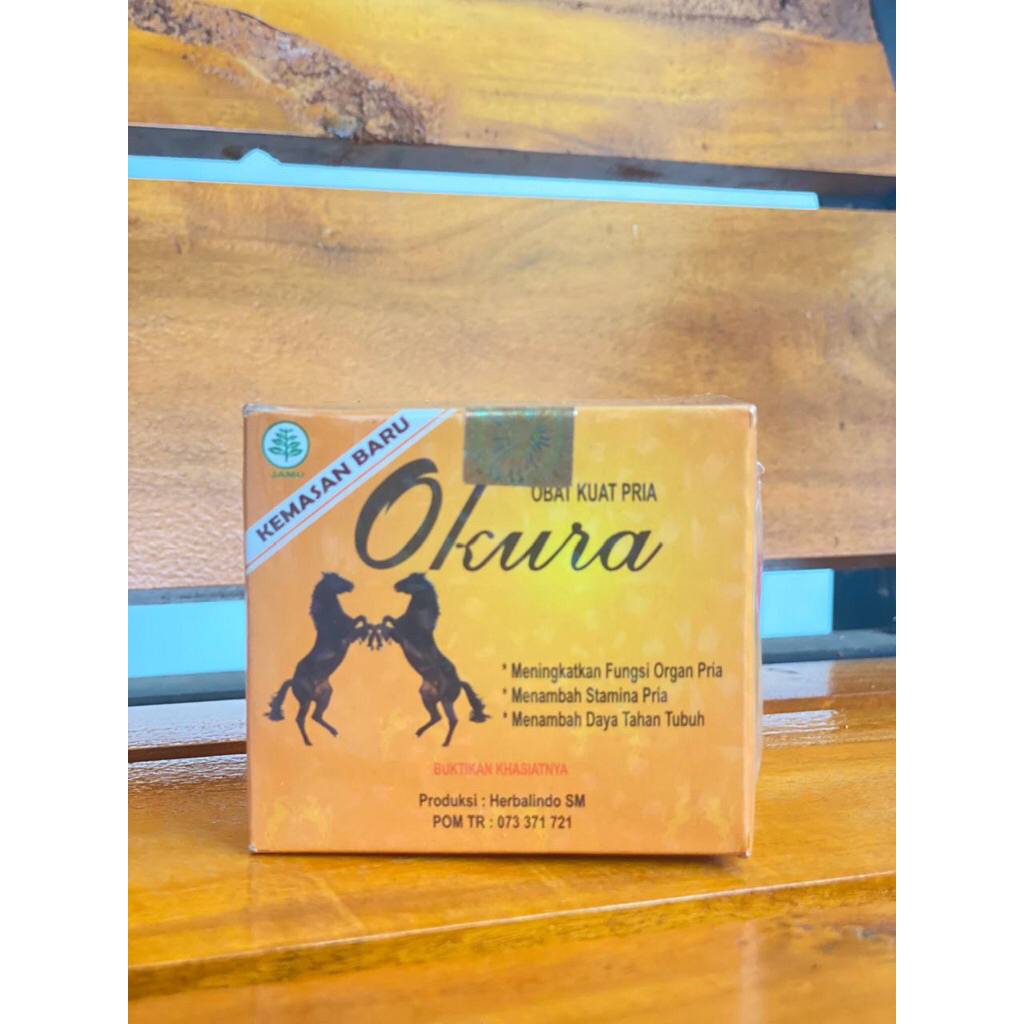 JAMU
KEMASAN BARU
OBAT KUAT PRIA
Okura
* Meningkatkan Fungsi Organ Pria
* Menambah Stamina Pria
* Menambah Daya Tahan Tubuh
BUKTIKAN KHASIATNYA
Produksi : Herbalindo SM
POM TR : 073 371 721